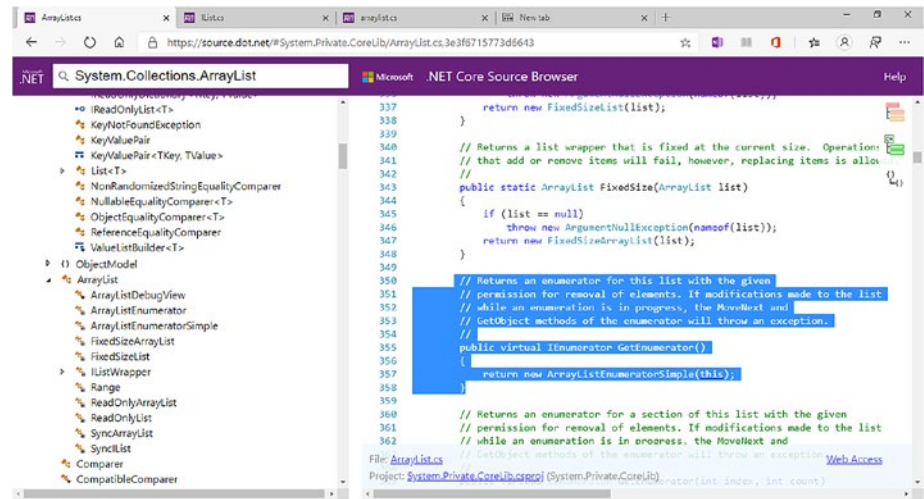 ArrayList.cs
IList.cs
arraylist.cs
New tab
https://source.dot.net/#System.Private.CoreLib/ArrayList.cs,3e3f6715773d6643
Microsoft
.NET
System.Collections.ArrayList
Microsoft .NET Core Source Browser
Help
IReadOnlyList<T>
KeyNotFoundException
KeyValuePair
KeyValuePair<TKey, TValue>
List<T>
NonRandomizedStringEqualityComparer
NullableEqualityComparer<T>
ObjectEqualityComparer<T>
ReferenceEqualityComparer
ValueListBuilder<T>
{} ObjectModel
ArrayList
ArrayListDebugView
ArrayListEnumerator
ArrayListEnumeratorSimple
FixedSizeArrayList
FixedSizeList
IListWrapper
Range
ReadOnlyArrayList
ReadOnlyList
SyncArrayList
SyncIList
Comparer
CompatibleComparer
337 return new FixedSizeList(list);
338 }
339
340 // Returns a list wrapper that is fixed at the current size. Operations
341 // that add or remove items will fail, however, replacing items is allowed
342 //
343 public static ArrayList FixedSize(ArrayList list)
344 {
345 if (list == null)
346 throw new ArgumentNullException(nameof(list));
347 return new FixedSizeArrayList(list);
348 }
349
350 // Returns an enumerator for this list with the given
351 // permission for removal of elements. If modifications made to the list
352 // while an enumeration is in progress, the MoveNext and
353 // GetObject methods of the enumerator will throw an exception.
354 //
355 public virtual IEnumerator GetEnumerator()
356 {
357 return new ArrayListEnumeratorSimple(this);
358 }
359
360 // Returns an enumerator for a section of this list with the given
361 // permission for removal of elements. If modifications made to the list
362 // while an enumeration is in progress, the MoveNext and
// GetObject methods of the enumerator will throw an exception
File: ArrayList.cs
Web Access
Project: System.Private.CoreLib.csproj (System.Private.CoreLib)